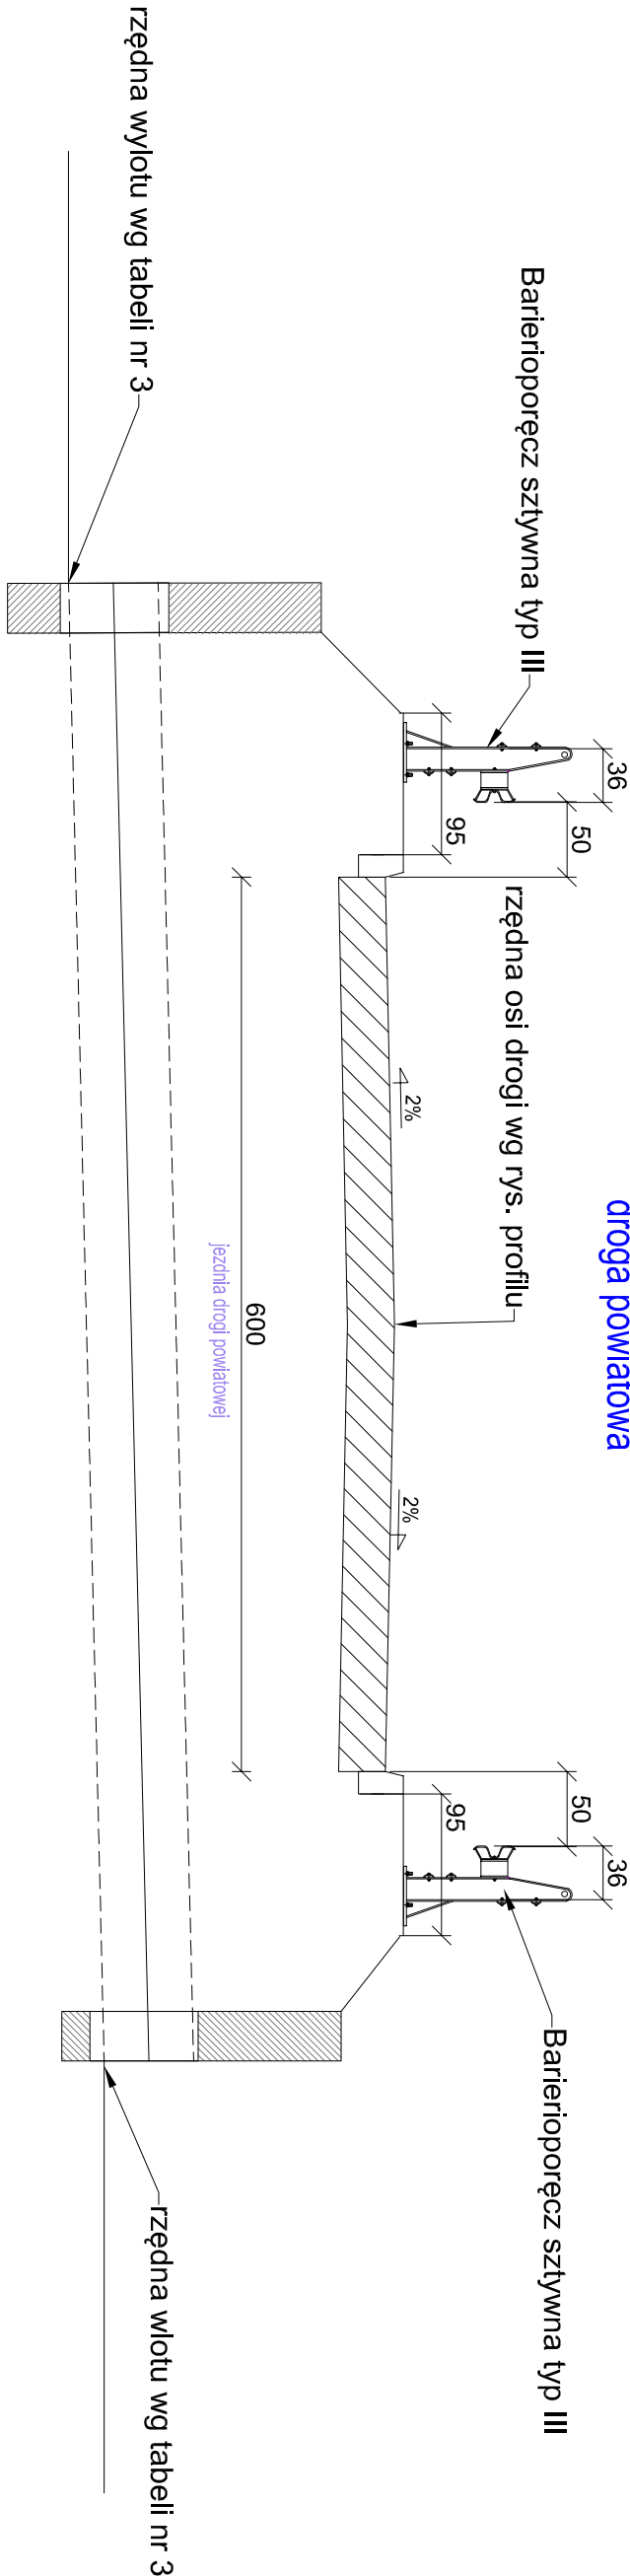 droga powiatowa
Barierioporęcz sztywna typ III
36
50
95
rzędna osi drogi wg rys. profilu
2%
2%
50
36
95
Barierioporęcz sztywna typ III
600
jezdnia drogi powiatowej
rzędna wylotu wg tabeli nr 3
rzędna wlotu wg tabeli nr 3